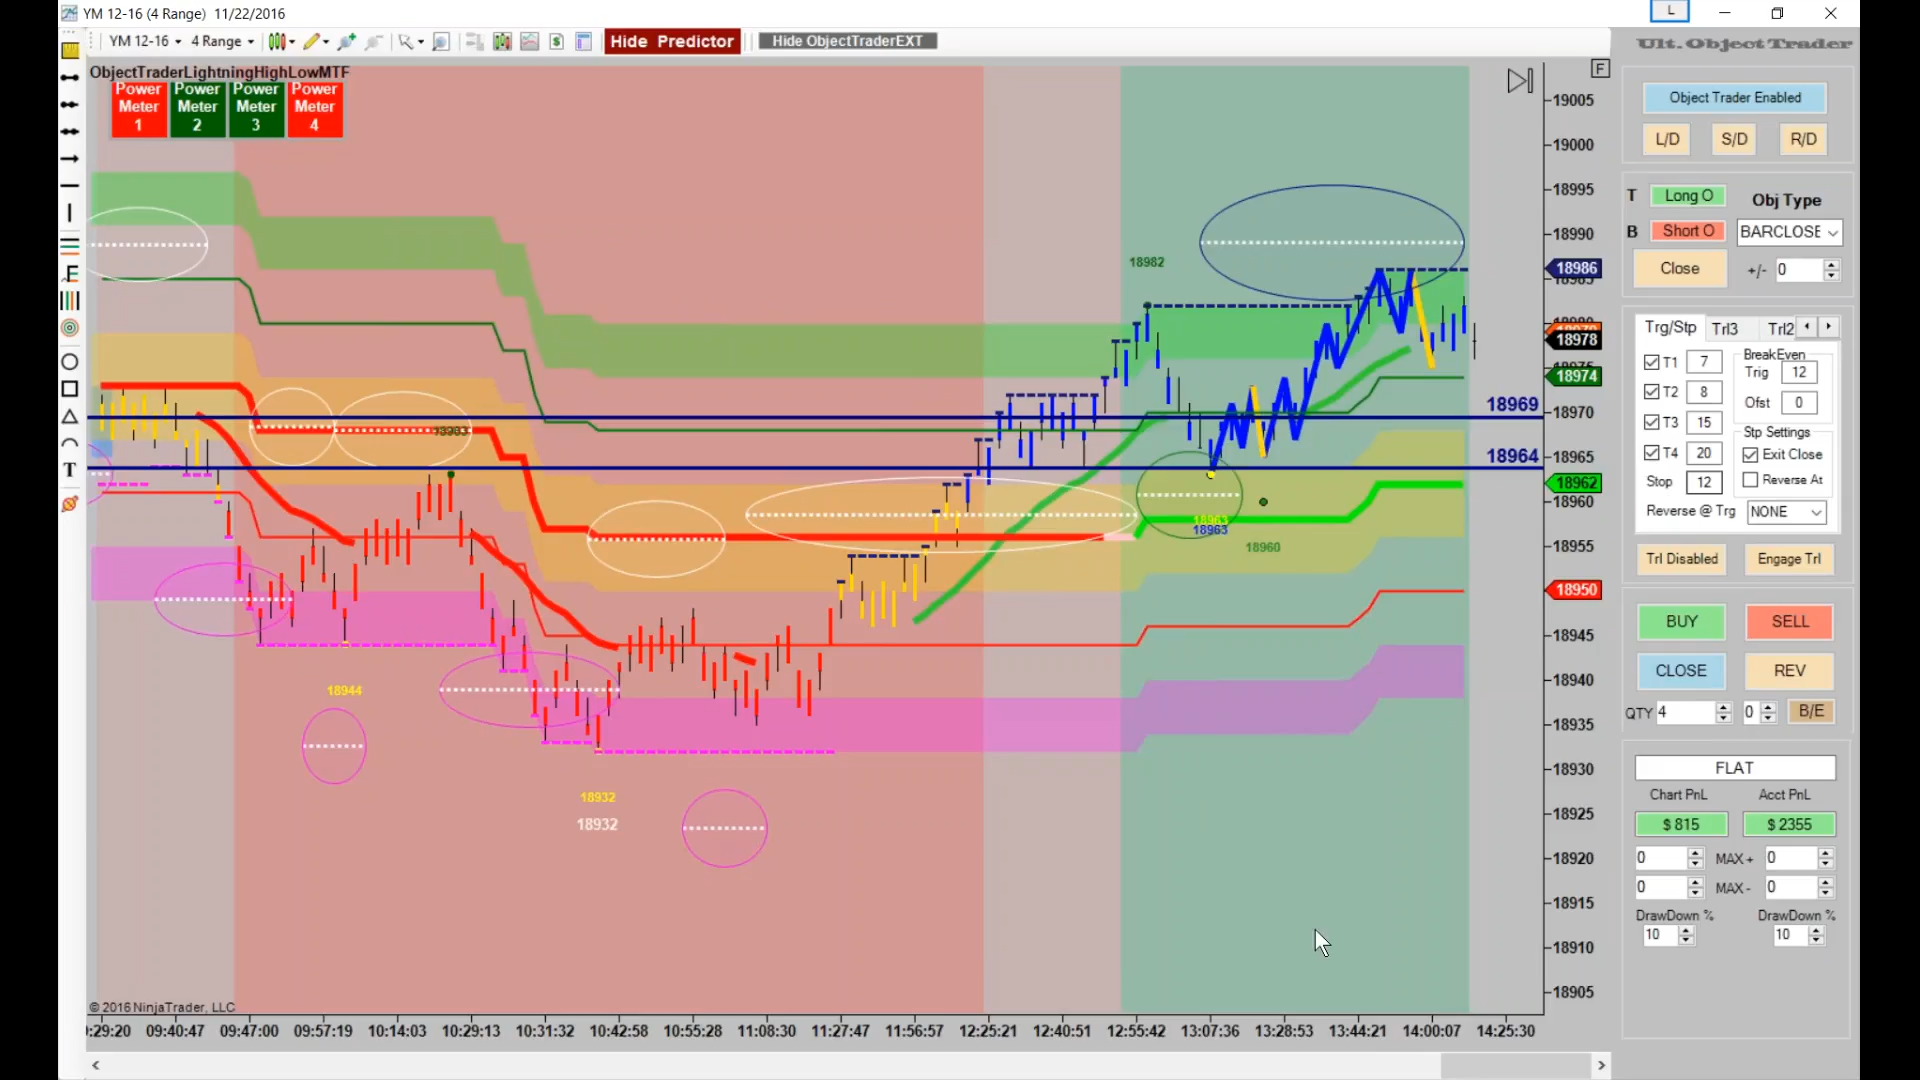 YM 12-16 (4 Range)  11/22/2016
L
YM 12-16
4 Range
Hide Predictor
Hide ObjectTraderEXT
Ult. Object Trader
ObjectTraderLightningHighLowMTF
F
Power Meter 1
Power Meter 2
Power Meter 3
Power Meter 4
Object Trader Enabled
L/D
S/D
R/D
T
Long O
Obj Type
B
Short O
BARCLOSE
Close
+/-
0
Trg/Stp
Trl3
Trl2
T1
7
T2
8
T3
15
T4
20
Stop
12
BreakEven
Trig
12
Ofst
0
Stp Settings
Exit Close
Reverse At
Reverse @ Trg
NONE
Trl Disabled
Engage Trl
BUY
SELL
CLOSE
REV
QTY
4
0
B/E
FLAT
Chart PnL
Acct PnL
$ 815
$ 2355
0
MAX +
0
0
MAX -
0
DrawDown %
DrawDown %
10
10
19005
19000
18995
18990
18986
18978
18974
18970
18965
18962
18960
18955
18950
18945
18940
18935
18930
18925
18920
18915
18910
18905
18982
18969
18964
18963
18963
18960
18944
18932
18932
T
© 2016 NinjaTrader, LLC
:29:20
09:40:47
09:47:00
09:57:19
10:14:03
10:29:13
10:31:32
10:42:58
10:55:28
11:08:30
11:27:47
11:56:57
12:25:21
12:40:51
12:55:42
13:07:36
13:28:53
13:44:21
14:00:07
14:25:30